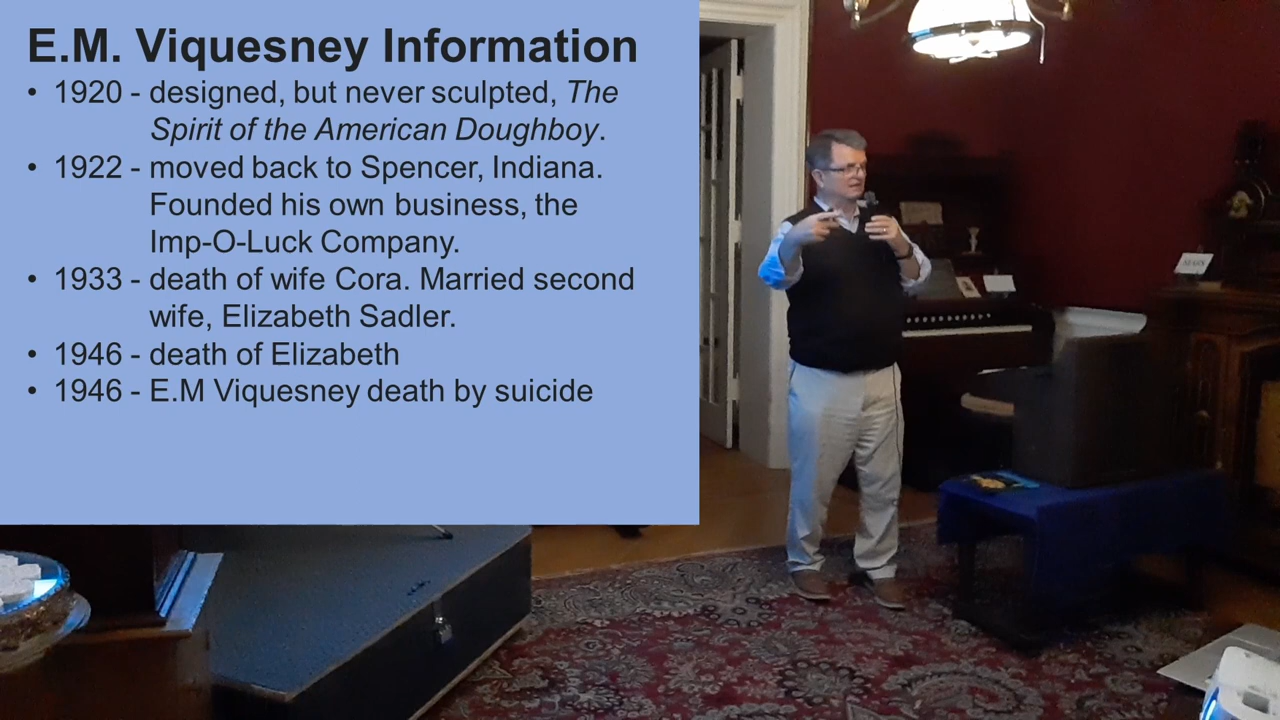 E.M. Viquesney Information
• 1920 - designed, but never sculpted, The
Spirit of the American Doughboy.
• 1922 - moved back to Spencer, Indiana.
Founded his own business, the
Imp-O-Luck Company.
• 1933 - death of wife Cora. Married second
wife, Elizabeth Sadler.
• 1946 - death of Elizabeth
• 1946 - E.M Viquesney death by suicide